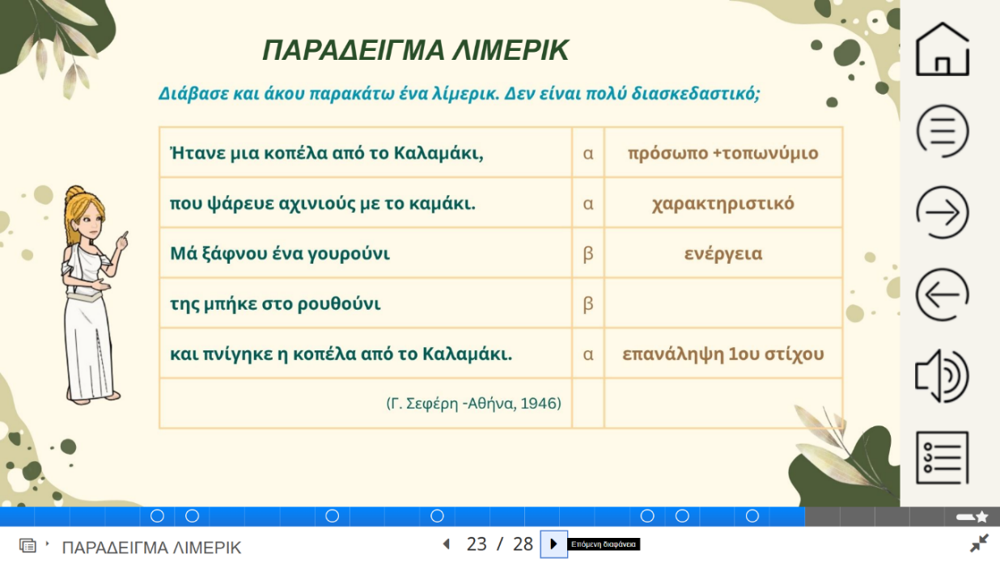 ΠΑΡΑΔΕΙΓΜΑ ΛΙΜΕΡΙΚ
Διάβασε και άκου παρακάτω ένα λίμερικ. Δεν είναι πολύ διασκεδαστικό;
Ήτανε μια κοπέλα από το Καλαμάκι, α πρόσωπο +τοπωνύμιο
που ψάρευε αχινιούς με το καμάκι. α χαρακτηριστικό
Μά ξάφνου ένα γουρούνι β ενέργεια
της μπήκε στο ρουθούνι β
και πνίγηκε η κοπέλα από το Καλαμάκι. α επανάληψη 1ου στίχου
(Γ. Σεφέρη -Αθήνα, 1946)
ΠΑΡΑΔΕΙΓΜΑ ΛΙΜΕΡΙΚ 23 / 28 Επόμενη διαφάνεια